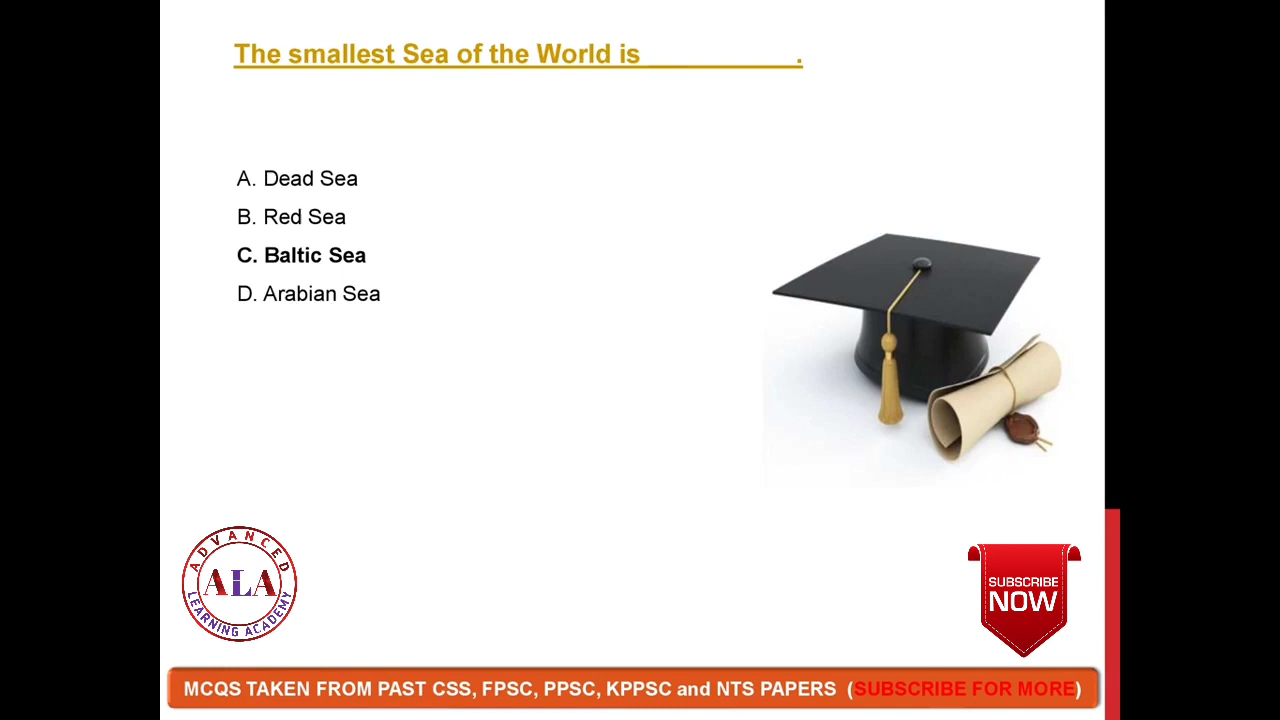 The smallest Sea of the World is __________.
A. Dead Sea
B. Red Sea
C. Baltic Sea
D. Arabian Sea
ADVANCED
ALA
LEARNING ACADEMY
SUBSCRIBE
NOW
MCQS TAKEN FROM PAST CSS, FPSC, PPSC, KPPSC and NTS PAPERS (SUBSCRIBE FOR MORE)